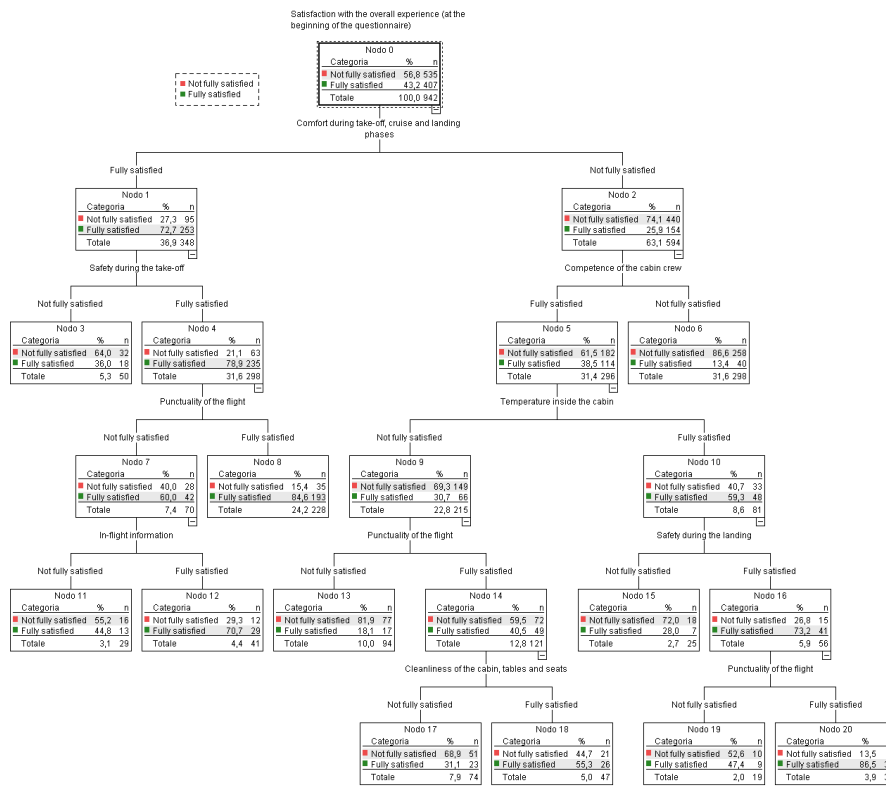 Satisfaction with the overall experience (at the
beginning of the questionnaire)
Nodo 0
Categoria % n
Not fully satisfied 56,8 535
Fully satisfied 43,2 407
Totale 100,0 942
Not fully satisfied
Fully satisfied
Comfort during take-off, cruise and landing
phases
Fully satisfied
Not fully satisfied
Nodo 1
Categoria % n
Not fully satisfied 27,3 95
Fully satisfied 72,7 253
Totale 36,9 348
Nodo 2
Categoria % n
Not fully satisfied 74,1 440
Fully satisfied 25,9 154
Totale 63,1 594
Safety during the take-off
Competence of the cabin crew
Not fully satisfied
Fully satisfied
Fully satisfied
Not fully satisfied
Nodo 3
Categoria % n
Not fully satisfied 64,0 32
Fully satisfied 36,0 18
Totale 5,3 50
Nodo 4
Categoria % n
Not fully satisfied 21,1 63
Fully satisfied 78,9 235
Totale 31,6 298
Nodo 5
Categoria % n
Not fully satisfied 61,5 182
Fully satisfied 38,5 114
Totale 31,4 296
Nodo 6
Categoria % n
Not fully satisfied 86,6 258
Fully satisfied 13,4 40
Totale 31,6 298
Punctuality of the flight
Temperature inside the cabin
Not fully satisfied
Fully satisfied
Not fully satisfied
Fully satisfied
Nodo 7
Categoria % n
Not fully satisfied 40,0 28
Fully satisfied 60,0 42
Totale 7,4 70
Nodo 8
Categoria % n
Not fully satisfied 15,4 35
Fully satisfied 84,6 193
Totale 24,2 228
Nodo 9
Categoria % n
Not fully satisfied 69,3 149
Fully satisfied 30,7 66
Totale 22,8 215
Nodo 10
Categoria % n
Not fully satisfied 40,7 33
Fully satisfied 59,3 48
Totale 8,6 81
In-flight information
Punctuality of the flight
Safety during the landing
Not fully satisfied
Fully satisfied
Not fully satisfied
Fully satisfied
Not fully satisfied
Fully satisfied
Nodo 11
Categoria % n
Not fully satisfied 55,2 16
Fully satisfied 44,8 13
Totale 3,1 29
Nodo 12
Categoria % n
Not fully satisfied 29,3 12
Fully satisfied 70,7 29
Totale 4,4 41
Nodo 13
Categoria % n
Not fully satisfied 81,9 77
Fully satisfied 18,1 17
Totale 10,0 94
Nodo 14
Categoria % n
Not fully satisfied 59,5 72
Fully satisfied 40,5 49
Totale 12,8 121
Nodo 15
Categoria % n
Not fully satisfied 72,0 18
Fully satisfied 28,0 7
Totale 2,7 25
Nodo 16
Categoria % n
Not fully satisfied 26,8 15
Fully satisfied 73,2 41
Totale 5,9 56
Cleanliness of the cabin, tables and seats
Punctuality of the flight
Not fully satisfied
Fully satisfied
Not fully satisfied
Fully satisfied
Nodo 17
Categoria % n
Not fully satisfied 68,9 51
Fully satisfied 31,1 23
Totale 7,9 74
Nodo 18
Categoria % n
Not fully satisfied 44,7 21
Fully satisfied 55,3 26
Totale 5,0 47
Nodo 19
Categoria % n
Not fully satisfied 52,6 10
Fully satisfied 47,4 9
Totale 2,0 19
Nodo 20
Categoria %
Not fully satisfied 13,5
Fully satisfied 86,5
Totale 3,9